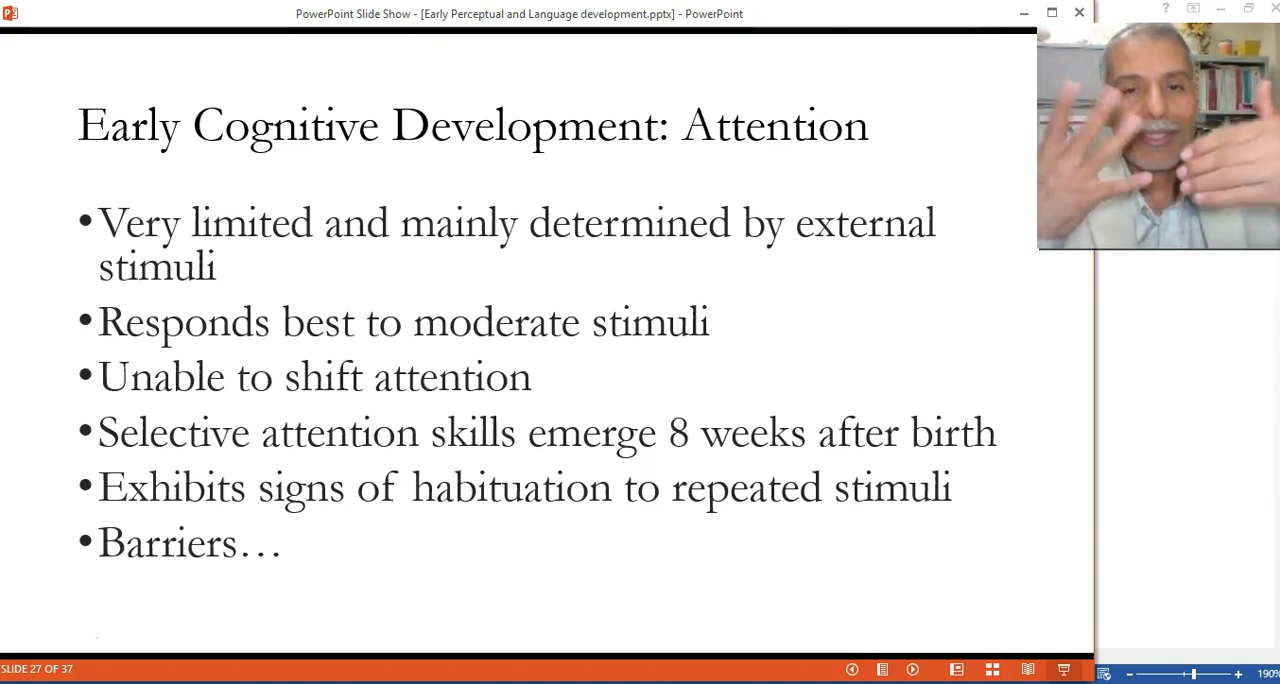 PowerPoint Slide Show - [Early Perceptual and Language development.pptx] - PowerPoint
Early Cognitive Development: Attention
•Very limited and mainly determined by external
stimuli
•Responds best to moderate stimuli
•Unable to shift attention
•Selective attention skills emerge 8 weeks after birth
•Exhibits signs of habituation to repeated stimuli
•Barriers…
SLIDE 27 OF 37
190%